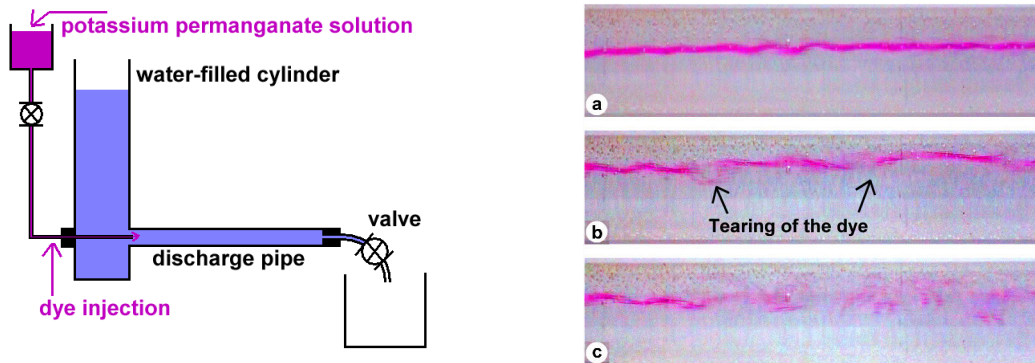 potassium permanganate solution
water-filled cylinder
valve
discharge pipe
dye injection
a
Tearing of the dye
b
c